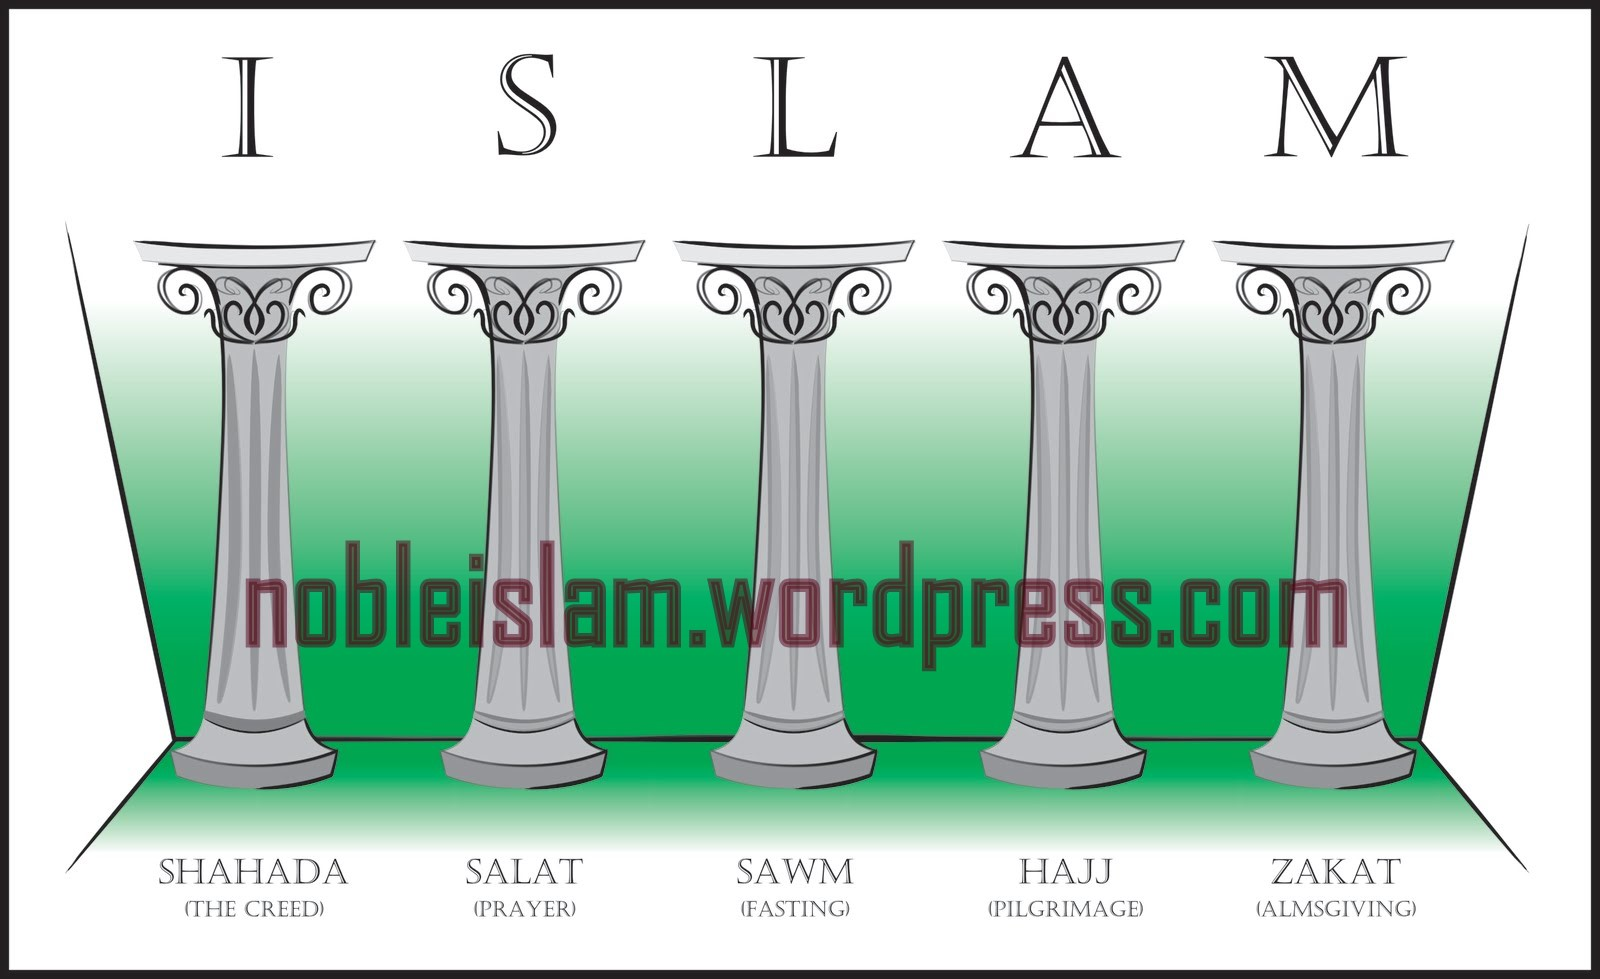 I S L A M
nobleislam.wordpress.com
SHAHADA SALAT SAWM HAJJ ZAKAT
(THE CREED) (PRAYER) (FASTING) (PILGRIMAGE) (ALMSGIVING)